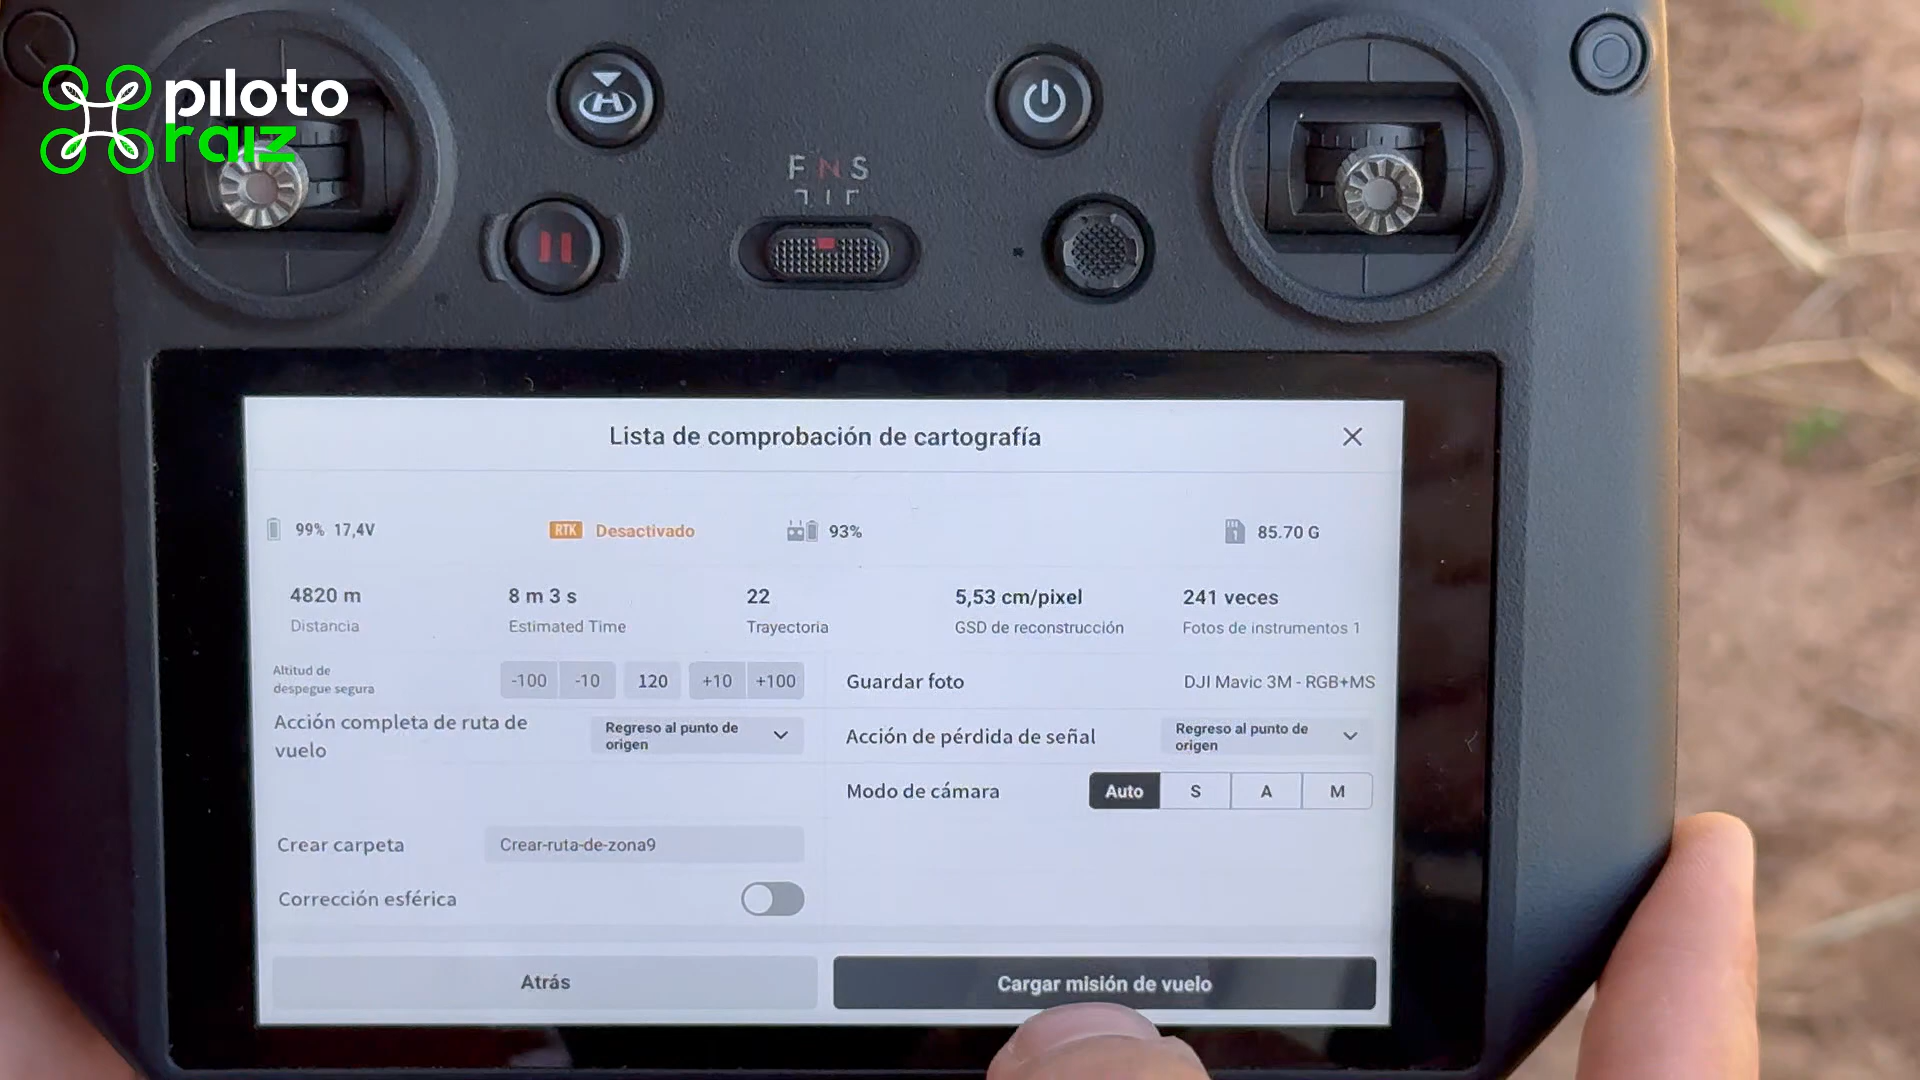 piloto
raiz
F N S
Lista de comprobación de cartografía
99% 17,4V
RTK Desactivado
93%
1
85.70 G
4820 m
Distancia
8 m 3 s
Estimated Time
22
Trayectoria
5,53 cm/pixel
GSD de reconstrucción
241 veces
Fotos de instrumentos 1
Altitud de
despegue segura
-100 -10 120 +10 +100
Guardar foto
DJI Mavic 3M - RGB+MS
Acción completa de ruta de
vuelo
Regreso al punto de
origen
Acción de pérdida de señal
Regreso al punto de
origen
Modo de cámara
Auto S A M
Crear carpeta
Crear-ruta-de-zona9
Corrección esférica
Atrás
Cargar misión de vuelo